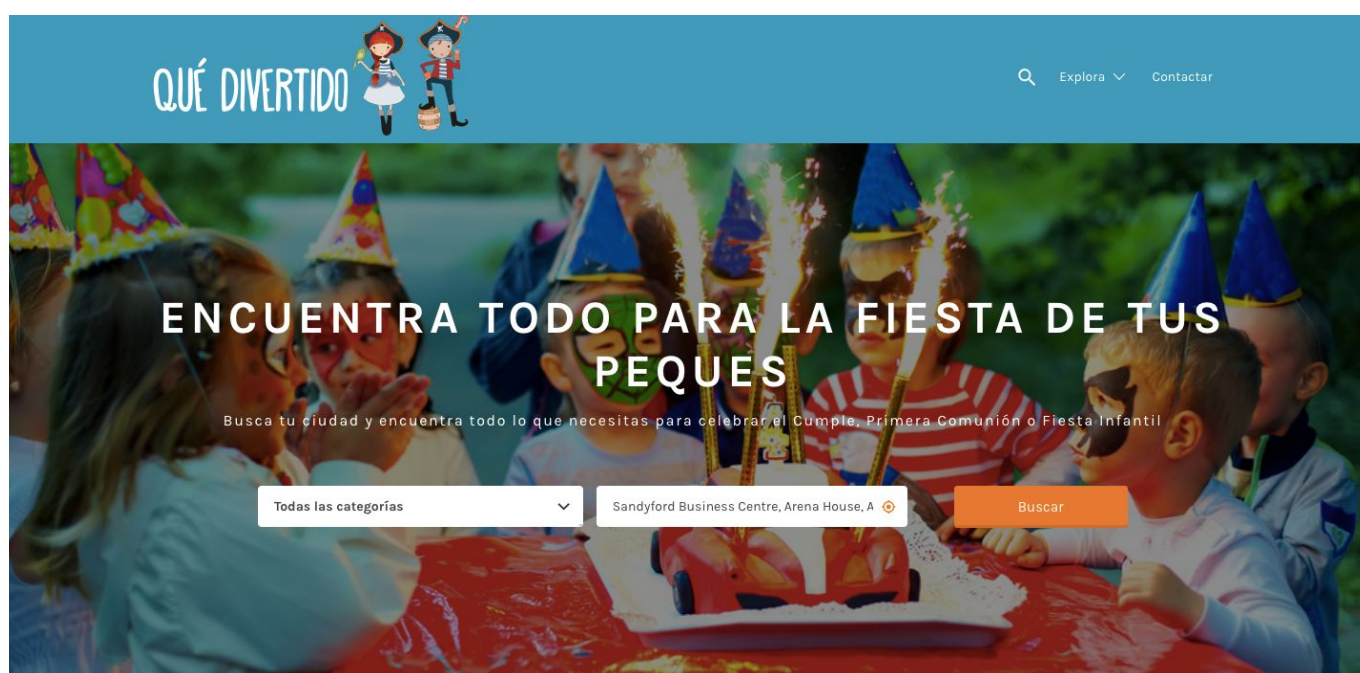 QUÉ DIVERTIDO
Explora
Contactar
ENCUENTRA TODO PARA LA FIESTA DE TUS
PEQUES
Busca tu ciudad y encuentra todo lo que necesitas para celebrar el Cumple, Primera Comunión o Fiesta Infantil
Todas las categorías
Sandyford Business Centre, Arena House, A
Buscar